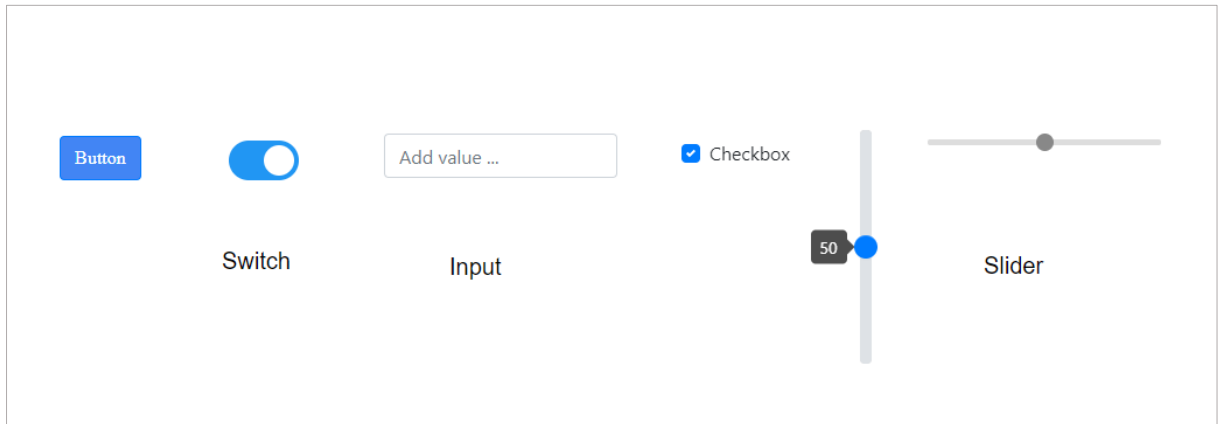 Button
Add value ...
Checkbox
50
Switch
Input
Slider